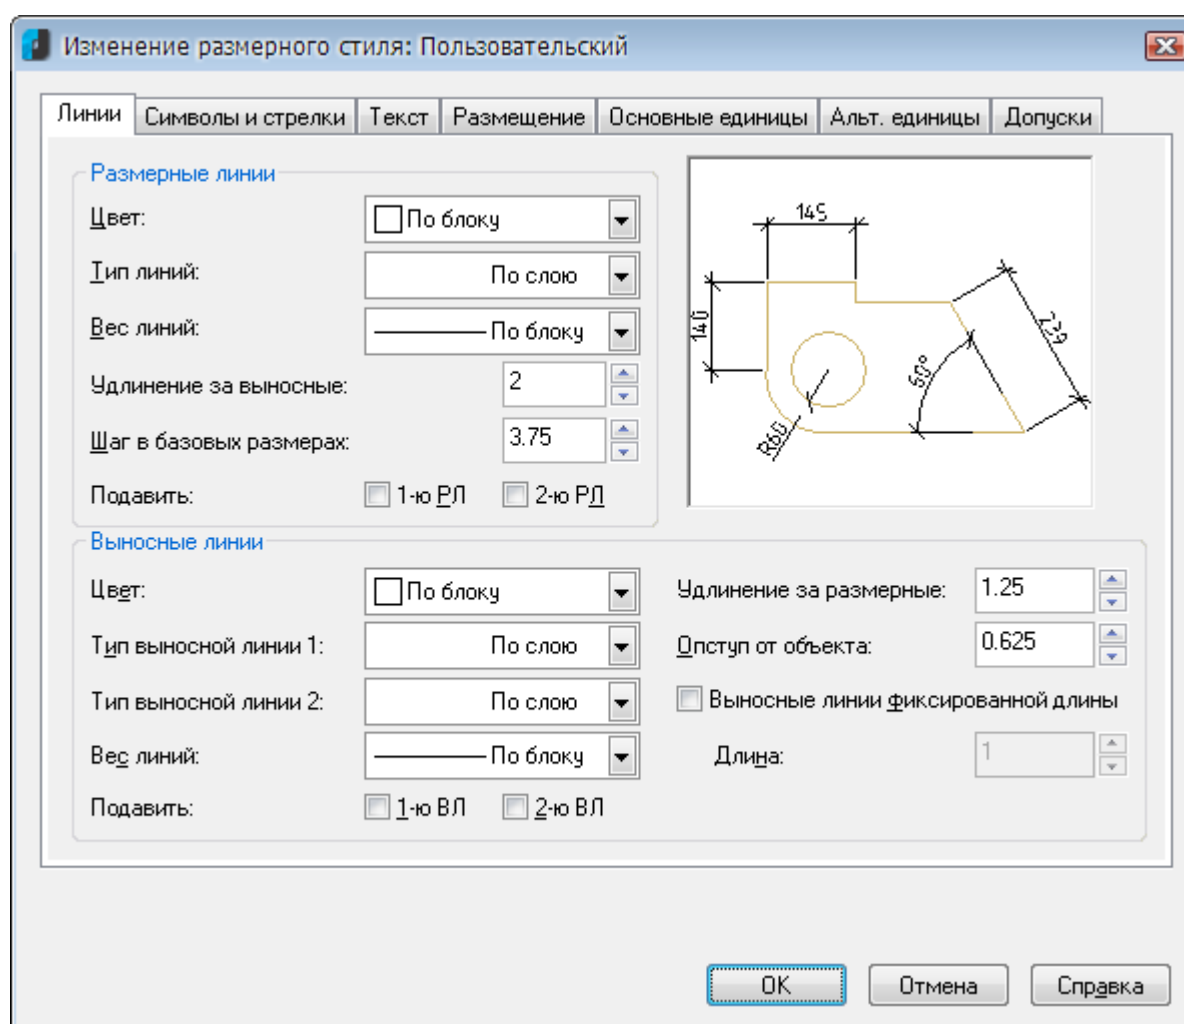 Изменение размерного стиля: Пользовательский
Линии Символы и стрелки Текст Размещение Основные единицы Альт. единицы Допуски
Размерные линии
Цвет: По блоку
Тип линий: По слою
Вес линий: По блоку
Удлинение за выносные: 2
Шаг в базовых размерах: 3.75
Подавить: 1-ю РЛ 2-ю РЛ
145
140
239
60°
R60
Выносные линии
Цвет: По блоку
Тип выносной линии 1: По слою
Тип выносной линии 2: По слою
Вес линий: По блоку
Подавить: 1-ю ВЛ 2-ю ВЛ
Удлинение за размерные: 1.25
Опступ от объекта: 0.625
Выносные линии фиксированной длины
Длина: 1
OK Отмена Справка